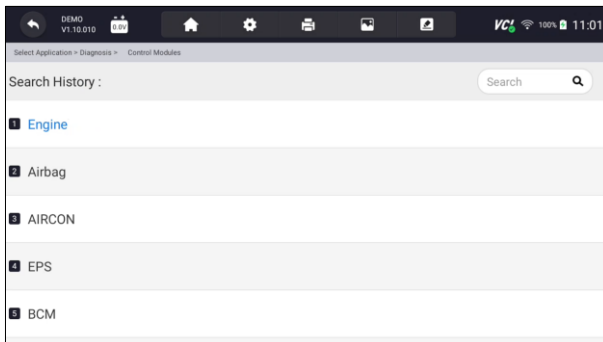 DEMO
V1.10.010
0.0V
VCI 100% 11:01
Select Application > Diagnosis > Control Modules
Search History :
Search
1 Engine
2 Airbag
3 AIRCON
4 EPS
5 BCM